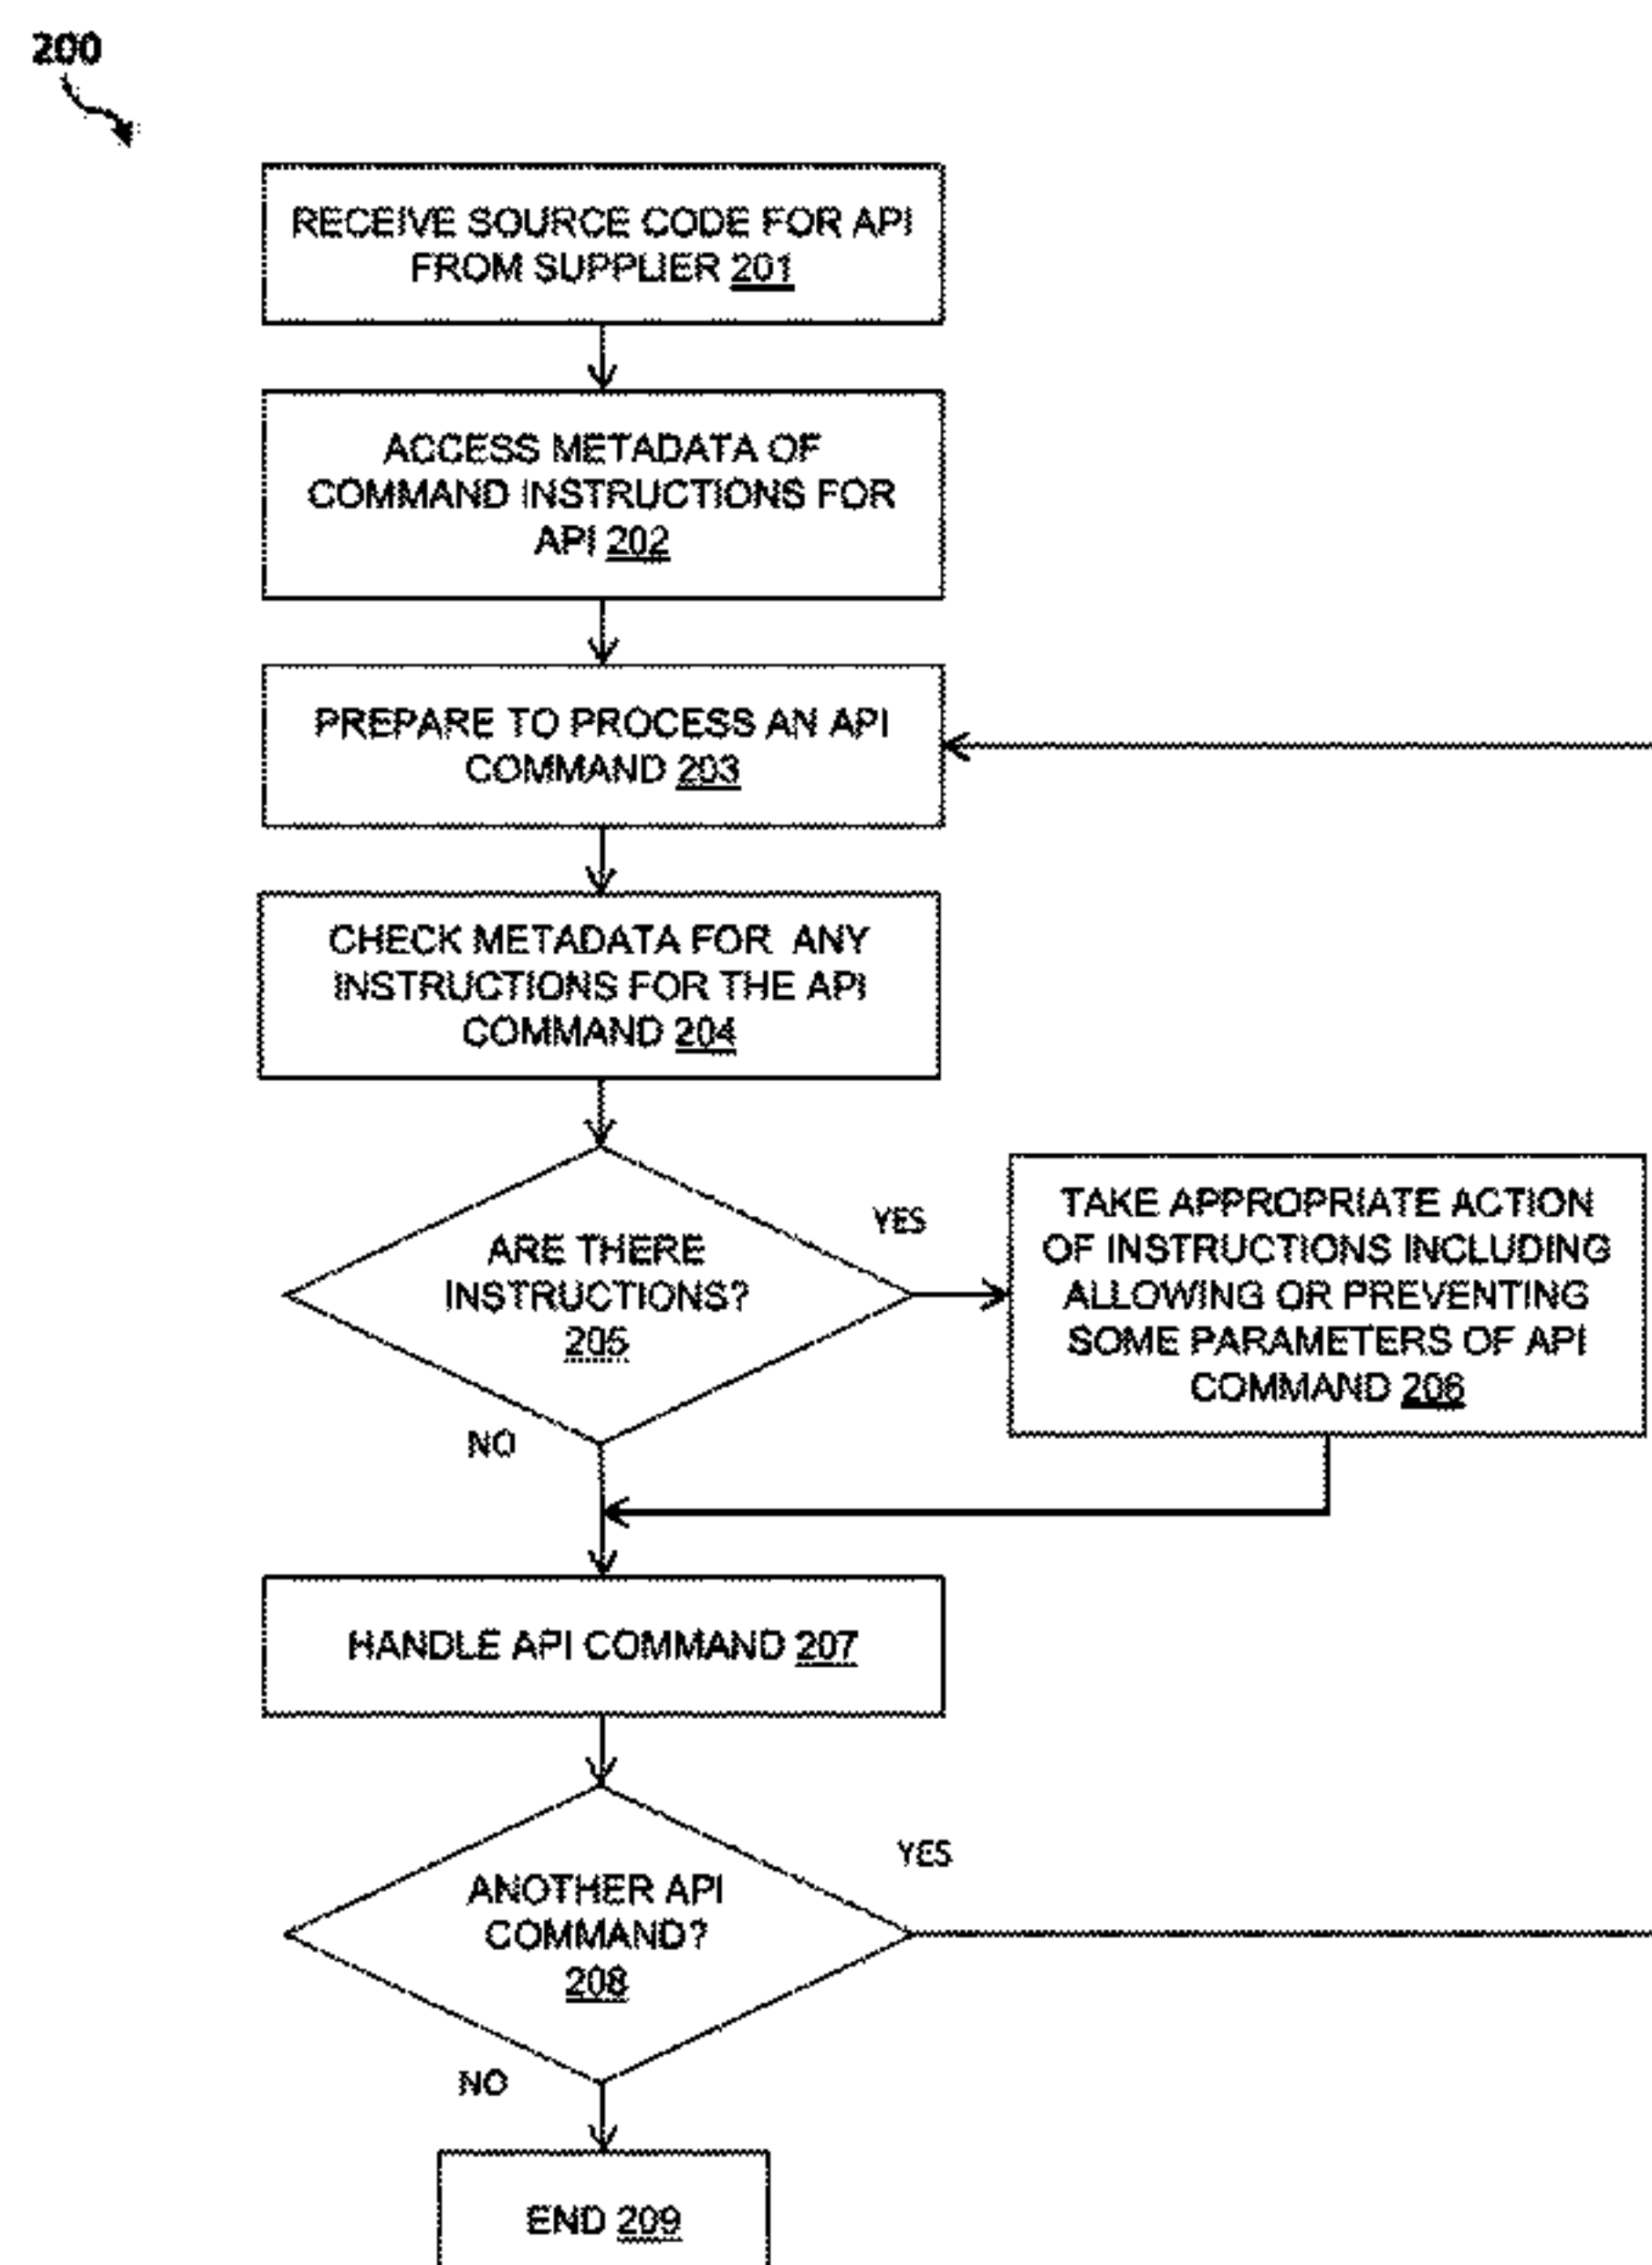 200
RECEIVE SOURCE CODE FOR API
FROM SUPPLIER 201
ACCESS METADATA OF
COMMAND INSTRUCTIONS FOR
API 202
PREPARE TO PROCESS AN API
COMMAND 203
CHECK METADATA FOR ANY
INSTRUCTIONS FOR THE API
COMMAND 204
ARE THERE
INSTRUCTIONS?
205
YES
TAKE APPROPRIATE ACTION
OF INSTRUCTIONS INCLUDING
ALLOWING OR PREVENTING
SOME PARAMETERS OF API
COMMAND 206
NO
HANDLE API COMMAND 207
ANOTHER API
COMMAND?
208
YES
NO
END 209